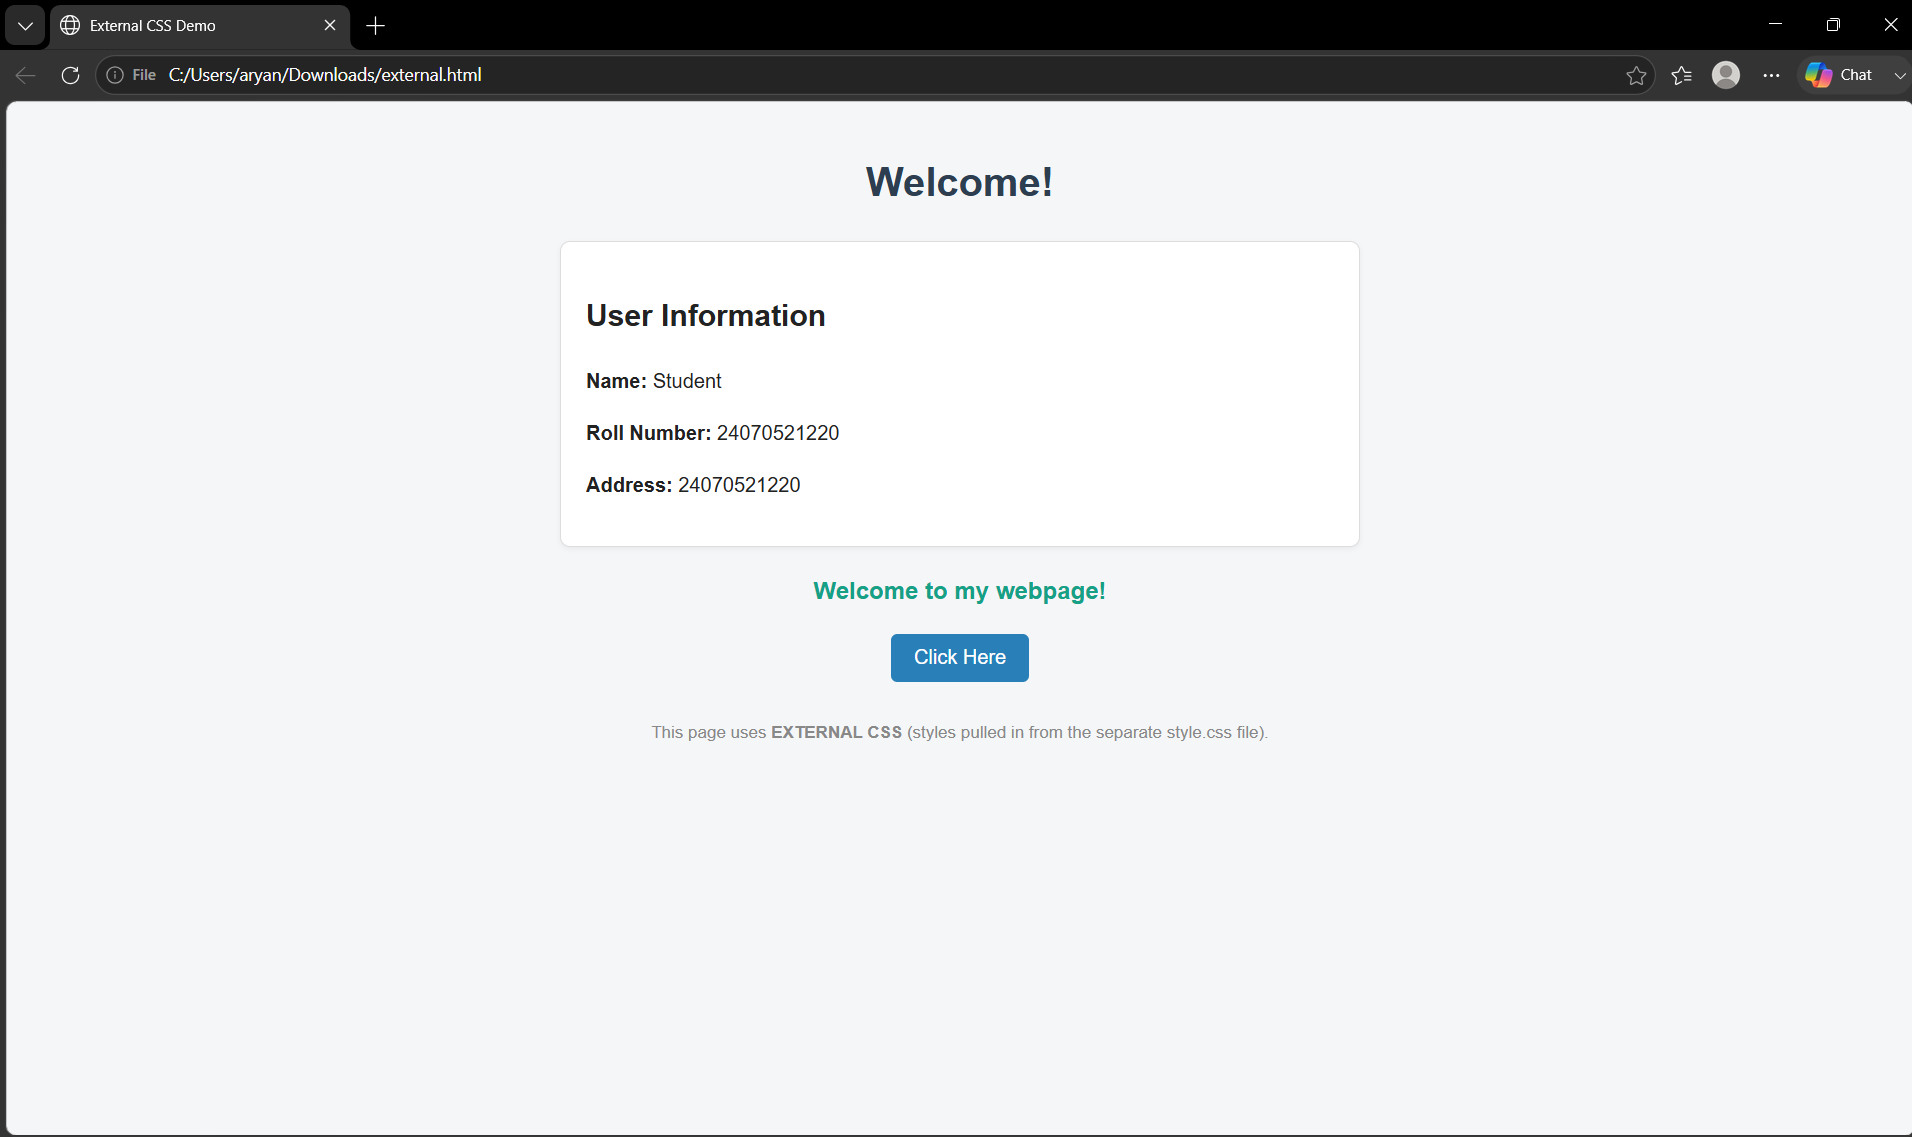 External CSS Demo
File C:/Users/aryan/Downloads/external.html
Chat
Welcome!
User Information
Name: Student
Roll Number: 24070521220
Address: 24070521220
Welcome to my webpage!
Click Here
This page uses EXTERNAL CSS (styles pulled in from the separate style.css file).